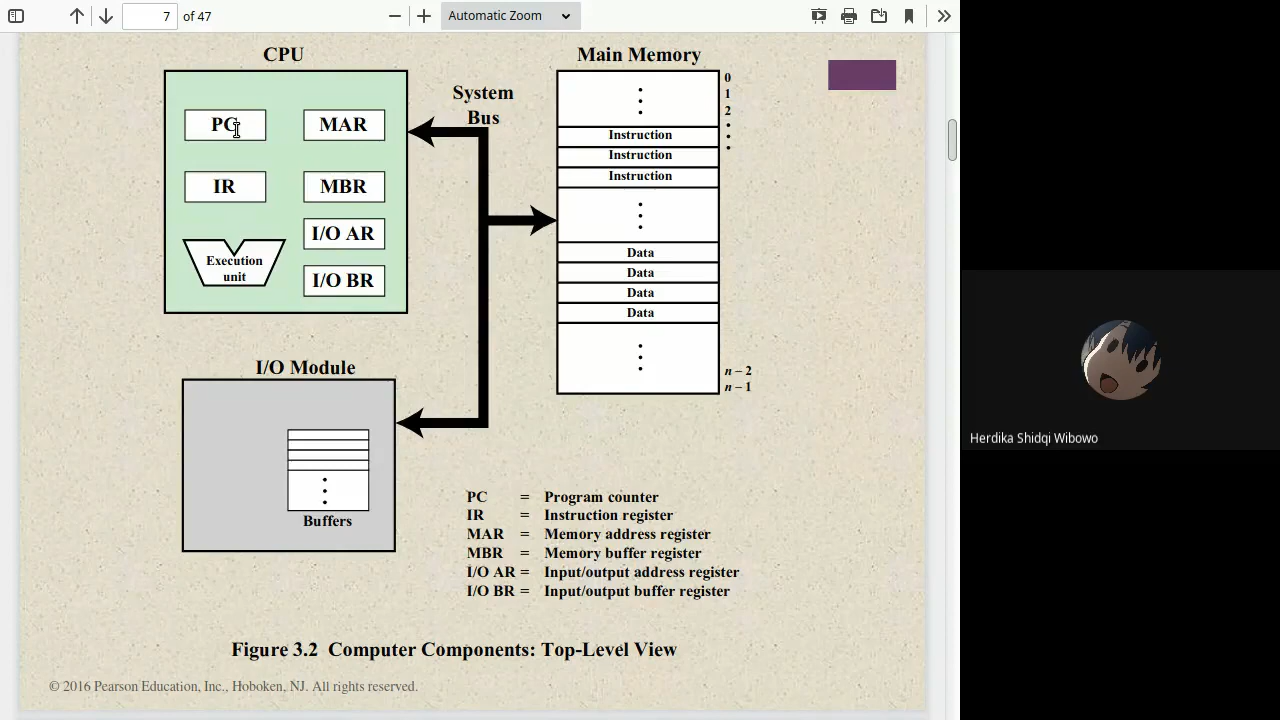 7 of 47
Automatic Zoom
CPU
Main Memory
System
Bus
PC
MAR
IR
MBR
I/O AR
I/O BR
Execution
unit
0
1
2
Instruction
Instruction
Instruction
Data
Data
Data
Data
n – 2
n – 1
I/O Module
Buffers
PC = Program counter
IR = Instruction register
MAR = Memory address register
MBR = Memory buffer register
I/O AR = Input/output address register
I/O BR = Input/output buffer register
Figure 3.2 Computer Components: Top-Level View
© 2016 Pearson Education, Inc., Hoboken, NJ. All rights reserved.
Herdika Shidqi Wibowo